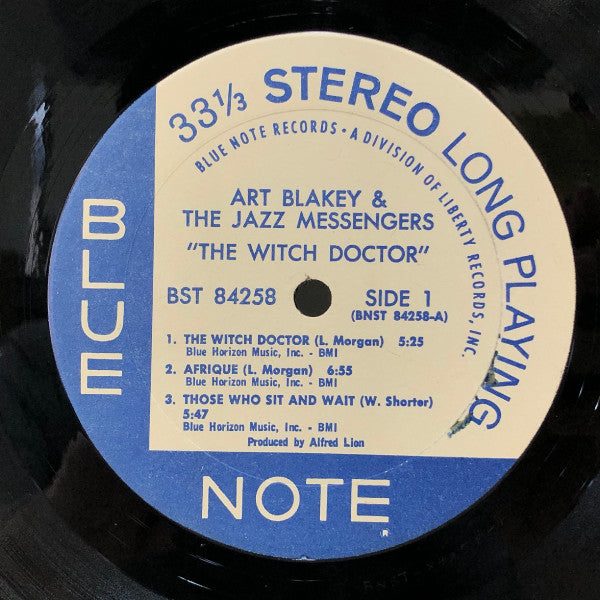 33⅓ STEREO LONG PLAYING
BLUE NOTE RECORDS • A DIVISION OF LIBERTY RECORDS, INC.
ART BLAKEY &
THE JAZZ MESSENGERS
"THE WITCH DOCTOR"
BST 84258 SIDE 1
(BNST 84258-A)
1. THE WITCH DOCTOR (L. Morgan) 5:25
Blue Horizon Music, Inc. - BMI
2. AFRIQUE (L. Morgan) 6:55
Blue Horizon Music, Inc. - BMI
3. THOSE WHO SIT AND WAIT (W. Shorter)
5:47
Blue Horizon Music, Inc. - BMI
Produced by Alfred Lion
BLUE
NOTE
®